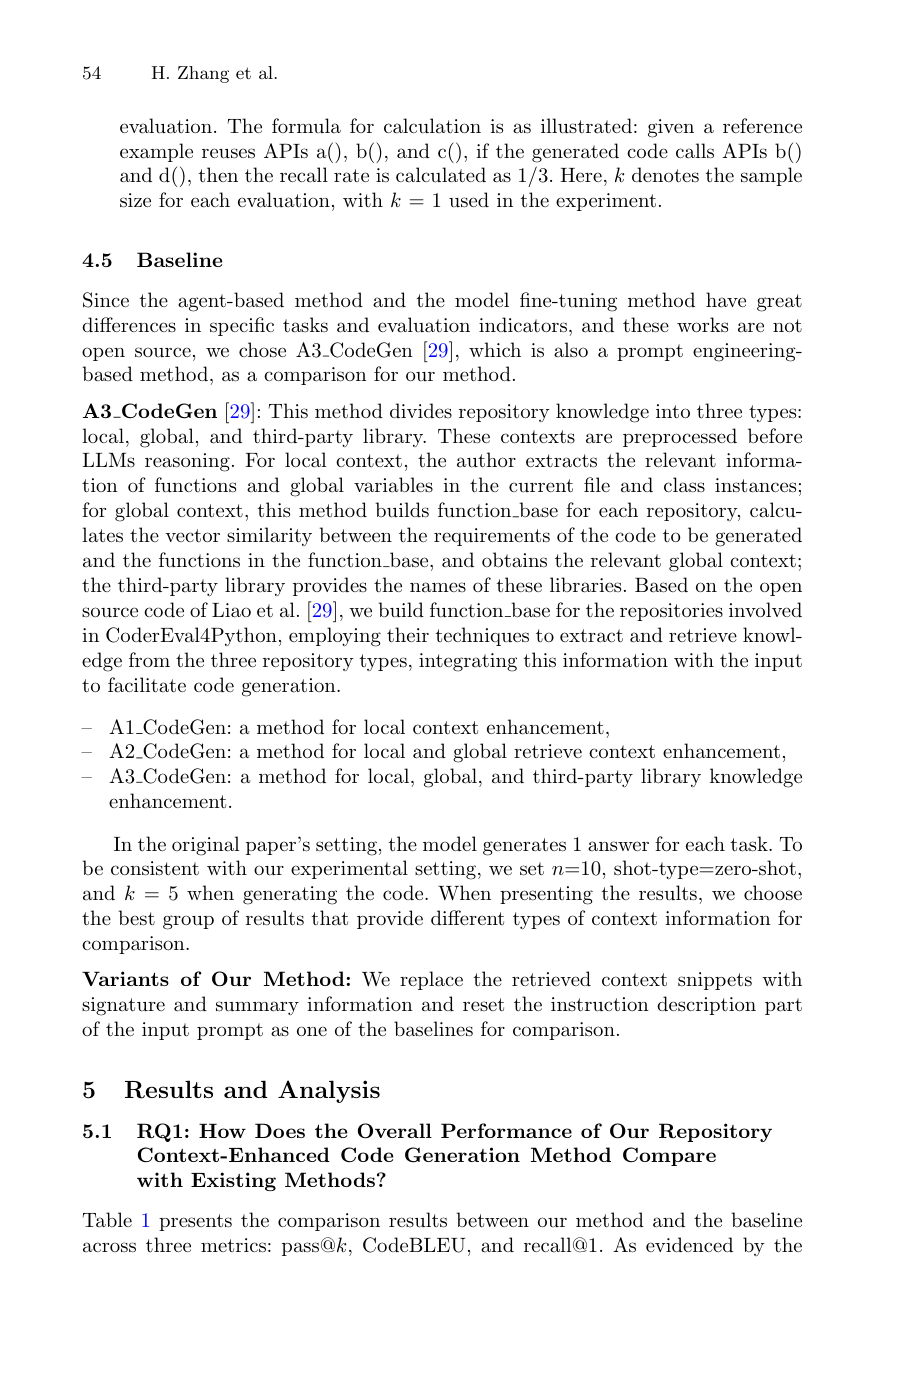 54 H. Zhang et al.
evaluation. The formula for calculation is as illustrated: given a reference
example reuses APIs a(), b(), and c(), if the generated code calls APIs b()
and d(), then the recall rate is calculated as 1/3. Here, k denotes the sample
size for each evaluation, with k = 1 used in the experiment.
4.5 Baseline
Since the agent-based method and the model fine-tuning method have great
differences in specific tasks and evaluation indicators, and these works are not
open source, we chose A3_CodeGen [29], which is also a prompt engineering-
based method, as a comparison for our method.
A3_CodeGen [29]: This method divides repository knowledge into three types:
local, global, and third-party library. These contexts are preprocessed before
LLMs reasoning. For local context, the author extracts the relevant informa-
tion of functions and global variables in the current file and class instances;
for global context, this method builds function_base for each repository, calcu-
lates the vector similarity between the requirements of the code to be generated
and the functions in the function_base, and obtains the relevant global context;
the third-party library provides the names of these libraries. Based on the open
source code of Liao et al. [29], we build function_base for the repositories involved
in CoderEval4Python, employing their techniques to extract and retrieve knowl-
edge from the three repository types, integrating this information with the input
to facilitate code generation.
– A1_CodeGen: a method for local context enhancement,
– A2_CodeGen: a method for local and global retrieve context enhancement,
– A3_CodeGen: a method for local, global, and third-party library knowledge
enhancement.
In the original paper's setting, the model generates 1 answer for each task. To
be consistent with our experimental setting, we set n=10, shot-type=zero-shot,
and k = 5 when generating the code. When presenting the results, we choose
the best group of results that provide different types of context information for
comparison.
Variants of Our Method: We replace the retrieved context snippets with
signature and summary information and reset the instruction description part
of the input prompt as one of the baselines for comparison.
5 Results and Analysis
5.1 RQ1: How Does the Overall Performance of Our Repository
Context-Enhanced Code Generation Method Compare
with Existing Methods?
Table 1 presents the comparison results between our method and the baseline
across three metrics: pass@k, CodeBLEU, and recall@1. As evidenced by the